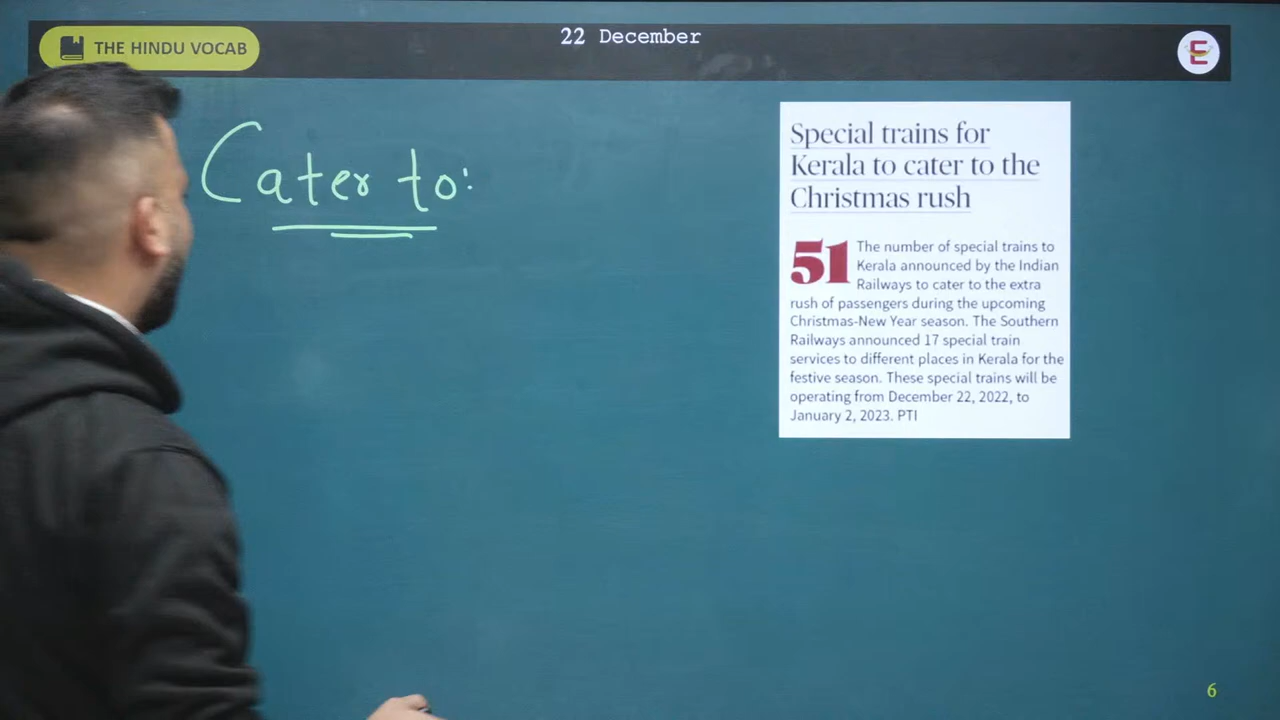 THE HINDU VOCAB
22 December
E
Cater to:
Special trains for
Kerala to cater to the
Christmas rush
51
The number of special trains to
Kerala announced by the Indian
Railways to cater to the extra
rush of passengers during the upcoming
Christmas-New Year season. The Southern
Railways announced 17 special train
services to different places in Kerala for the
festive season. These special trains will be
operating from December 22, 2022, to
January 2, 2023. PTI
6